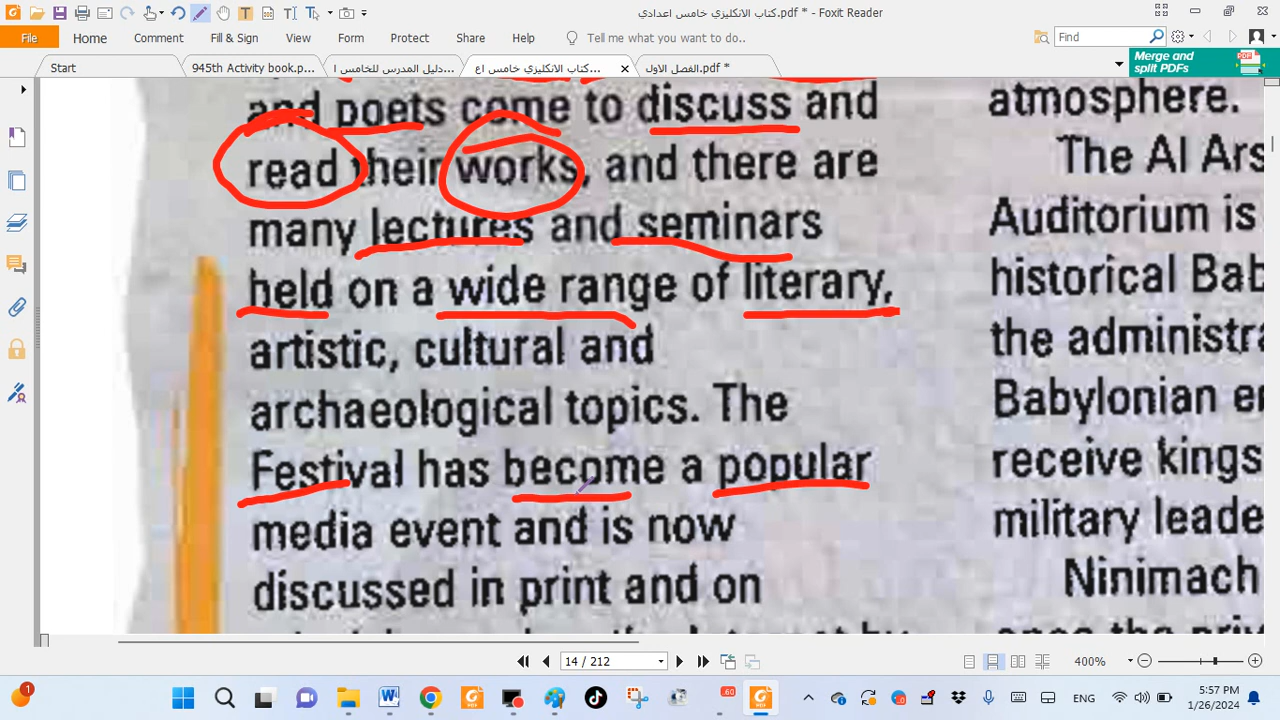 كتاب الانكليزي خامس اعدادي.pdf * - Foxit Reader
File Home Comment Fill & Sign View Form Protect Share Help Tell me what you want to do.. Find
Start 945th Activity book.p... ...كتاب الانكليزي خامس اع الفصل الاول.pdf *
Merge and
split PDFs
and poets come to discuss and
read their works, and there are
many lectures and seminars
held on a wide range of literary,
artistic, cultural and
archaeological topics. The
Festival has become a popular
media event and is now
discussed in print and on
atmosphere.
The Al Ars
Auditorium is
historical Bab
the administra
Babylonian e
receive kings
military leade
Ninimach
14 / 212 400%
1 .60 ENG 5:57 PM
1/26/2024